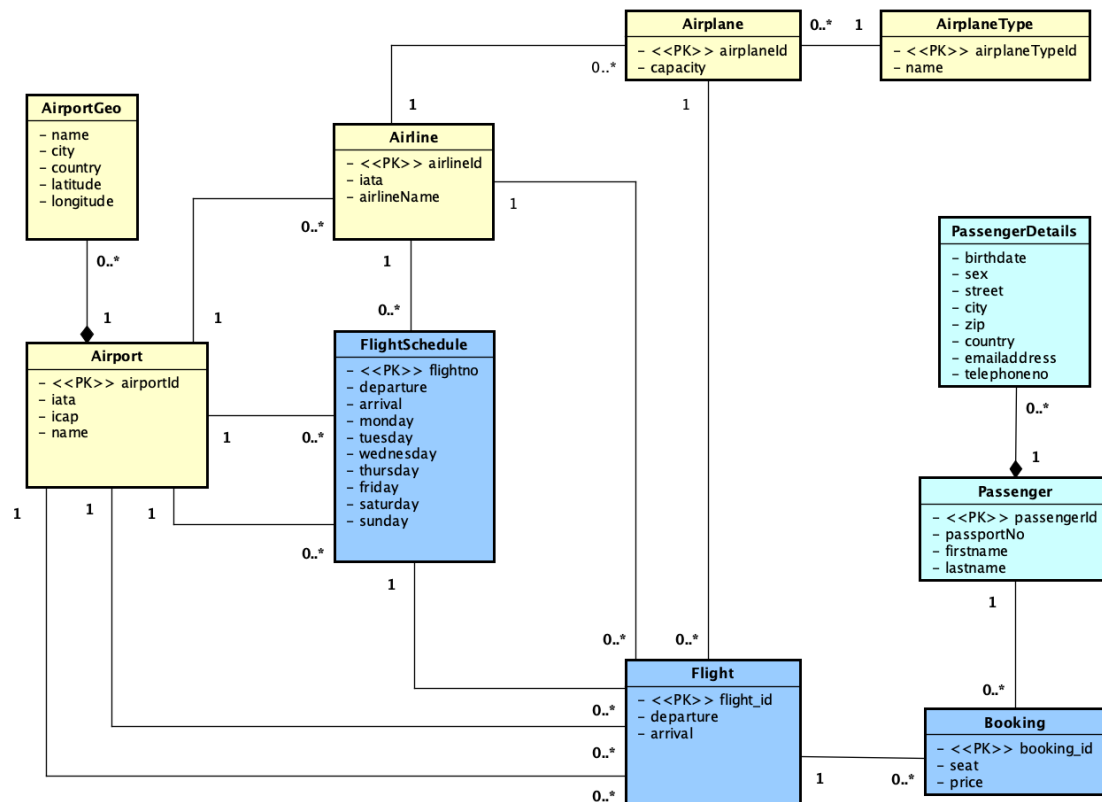 Airplane
- <<PK>> airplaneId
- capacity
0..*
1
AirplaneType
- <<PK>> airplaneTypeId
- name
0..*
1
1
AirportGeo
- name
- city
- country
- latitude
- longitude
Airline
- <<PK>> airlineId
- iata
- airlineName
1
0..*
1
0..*
0..*
1
1
PassengerDetails
- birthdate
- sex
- street
- city
- zip
- country
- emailaddress
- telephoneno
Airport
- <<PK>> airportId
- iata
- icap
- name
FlightSchedule
- <<PK>> flightno
- departure
- arrival
- monday
- tuesday
- wednesday
- thursday
- friday
- saturday
- sunday
1
0..*
0..*
1
1
1
1
0..*
1
Passenger
- <<PK>> passengerId
- passportNo
- firstname
- lastname
1
0..*
0..*
0..*
Flight
- <<PK>> flight_id
- departure
- arrival
0..*
0..*
0..*
1
0..*
Booking
- <<PK>> booking_id
- seat
- price